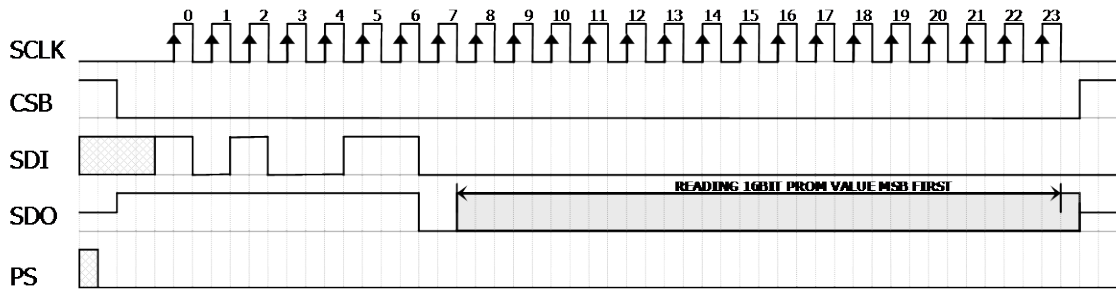 0 1 2 3 4 5 6 7 8 9 10 11 12 13 14 15 16 17 18 19 20 21 22 23
SCLK
CSB
SDI
READING 16BIT PROM VALUE MSB FIRST
SDO
PS